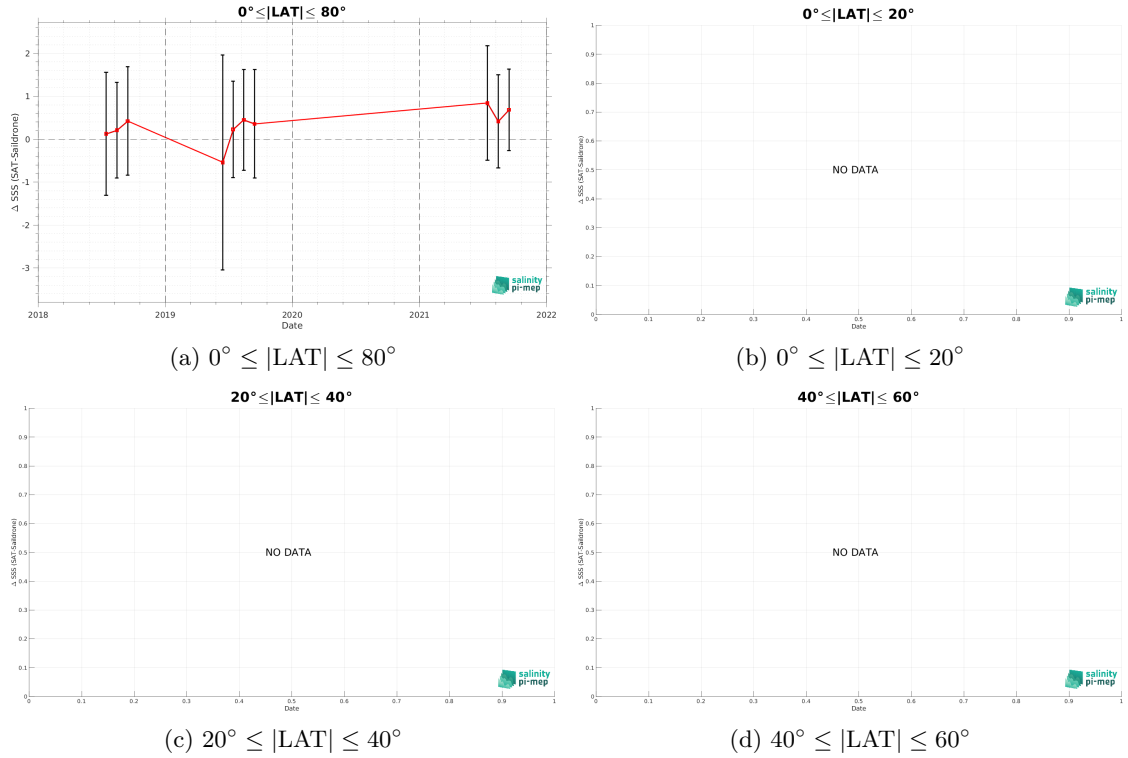 0°≤|LAT|≤ 80°
Δ SSS (SAT-Saildrone)
2
1
0
-1
-2
-3
2018 2019 2020 2021 2022
Date
salinity
pi-mep
(a) 0° ≤ |LAT| ≤ 80°
0°≤|LAT|≤ 20°
Δ SSS (SAT-Saildrone)
1
0.9
0.8
0.7
0.6
0.5
0.4
0.3
0.2
0.1
0
NO DATA
0 0.1 0.2 0.3 0.4 0.5 0.6 0.7 0.8 0.9 1
Date
salinity
pi-mep
(b) 0° ≤ |LAT| ≤ 20°
20°≤|LAT|≤ 40°
Δ SSS (SAT-Saildrone)
1
0.9
0.8
0.7
0.6
0.5
0.4
0.3
0.2
0.1
0
NO DATA
0 0.1 0.2 0.3 0.4 0.5 0.6 0.7 0.8 0.9 1
Date
salinity
pi-mep
(c) 20° ≤ |LAT| ≤ 40°
40°≤|LAT|≤ 60°
Δ SSS (SAT-Saildrone)
1
0.9
0.8
0.7
0.6
0.5
0.4
0.3
0.2
0.1
0
NO DATA
0 0.1 0.2 0.3 0.4 0.5 0.6 0.7 0.8 0.9 1
Date
salinity
pi-mep
(d) 40° ≤ |LAT| ≤ 60°